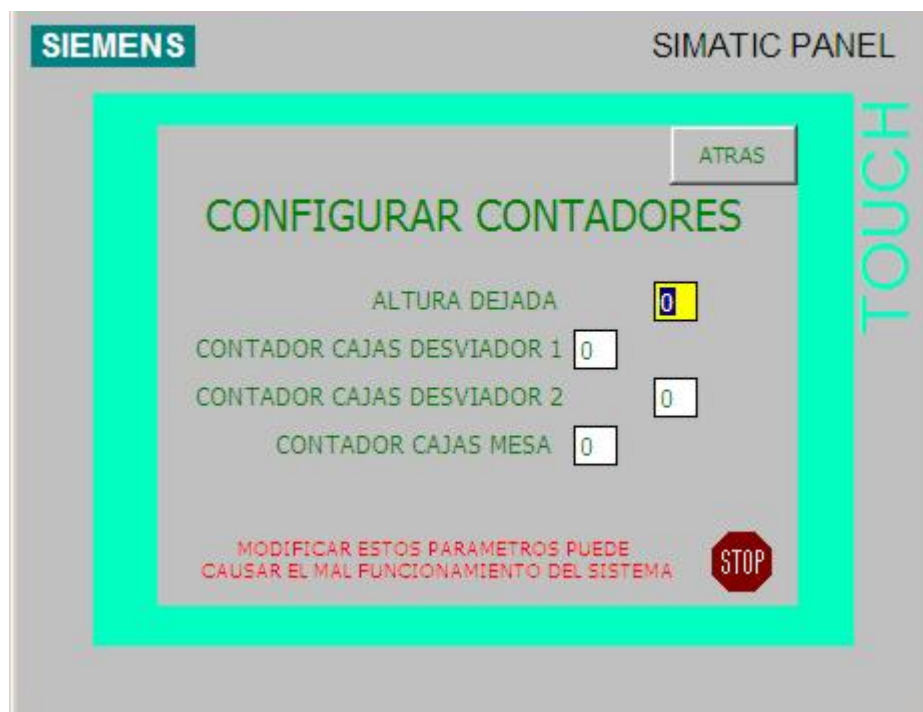 SIEMENS
SIMATIC PANEL
TOUCH
ATRAS
CONFIGURAR CONTADORES
ALTURA DEJADA 0
CONTADOR CAJAS DESVIADOR 1 0
CONTADOR CAJAS DESVIADOR 2 0
CONTADOR CAJAS MESA 0
MODIFICAR ESTOS PARAMETROS PUEDE
CAUSAR EL MAL FUNCIONAMIENTO DEL SISTEMA
STOP